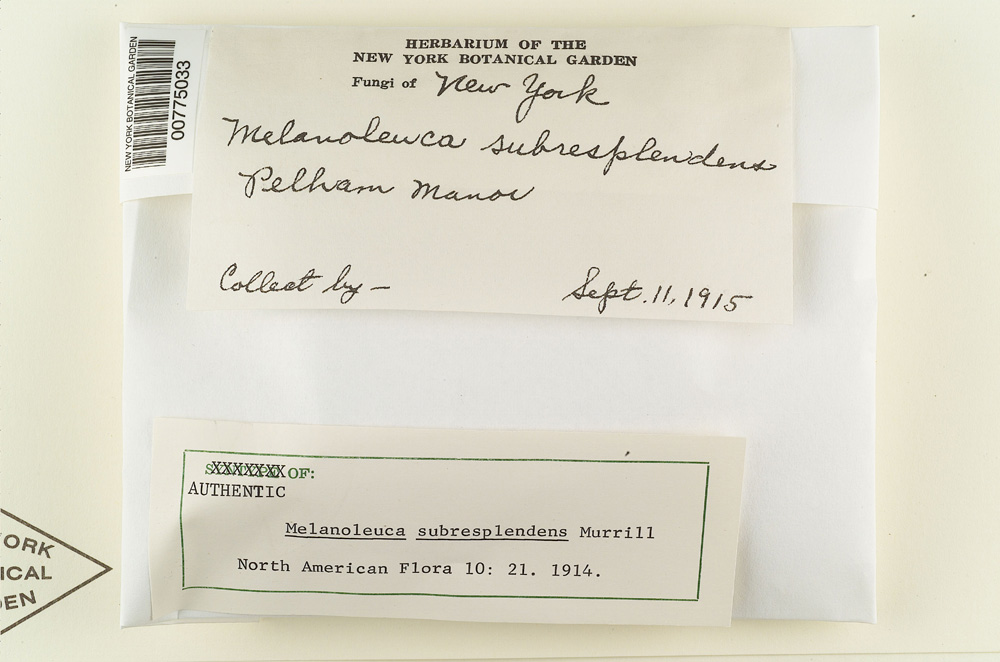 NEW YORK BOTANICAL GARDEN
00775033
HERBARIUM OF THE
NEW YORK BOTANICAL GARDEN
Fungi of New York
Melanoleuca subresplendens
Pelham Manor
Collect by –
Sept. 11, 1915
OF:
AUTHENTIC
Melanoleuca subresplendens Murrill
North American Flora 10: 21. 1914.
ORK
ICAL
DEN